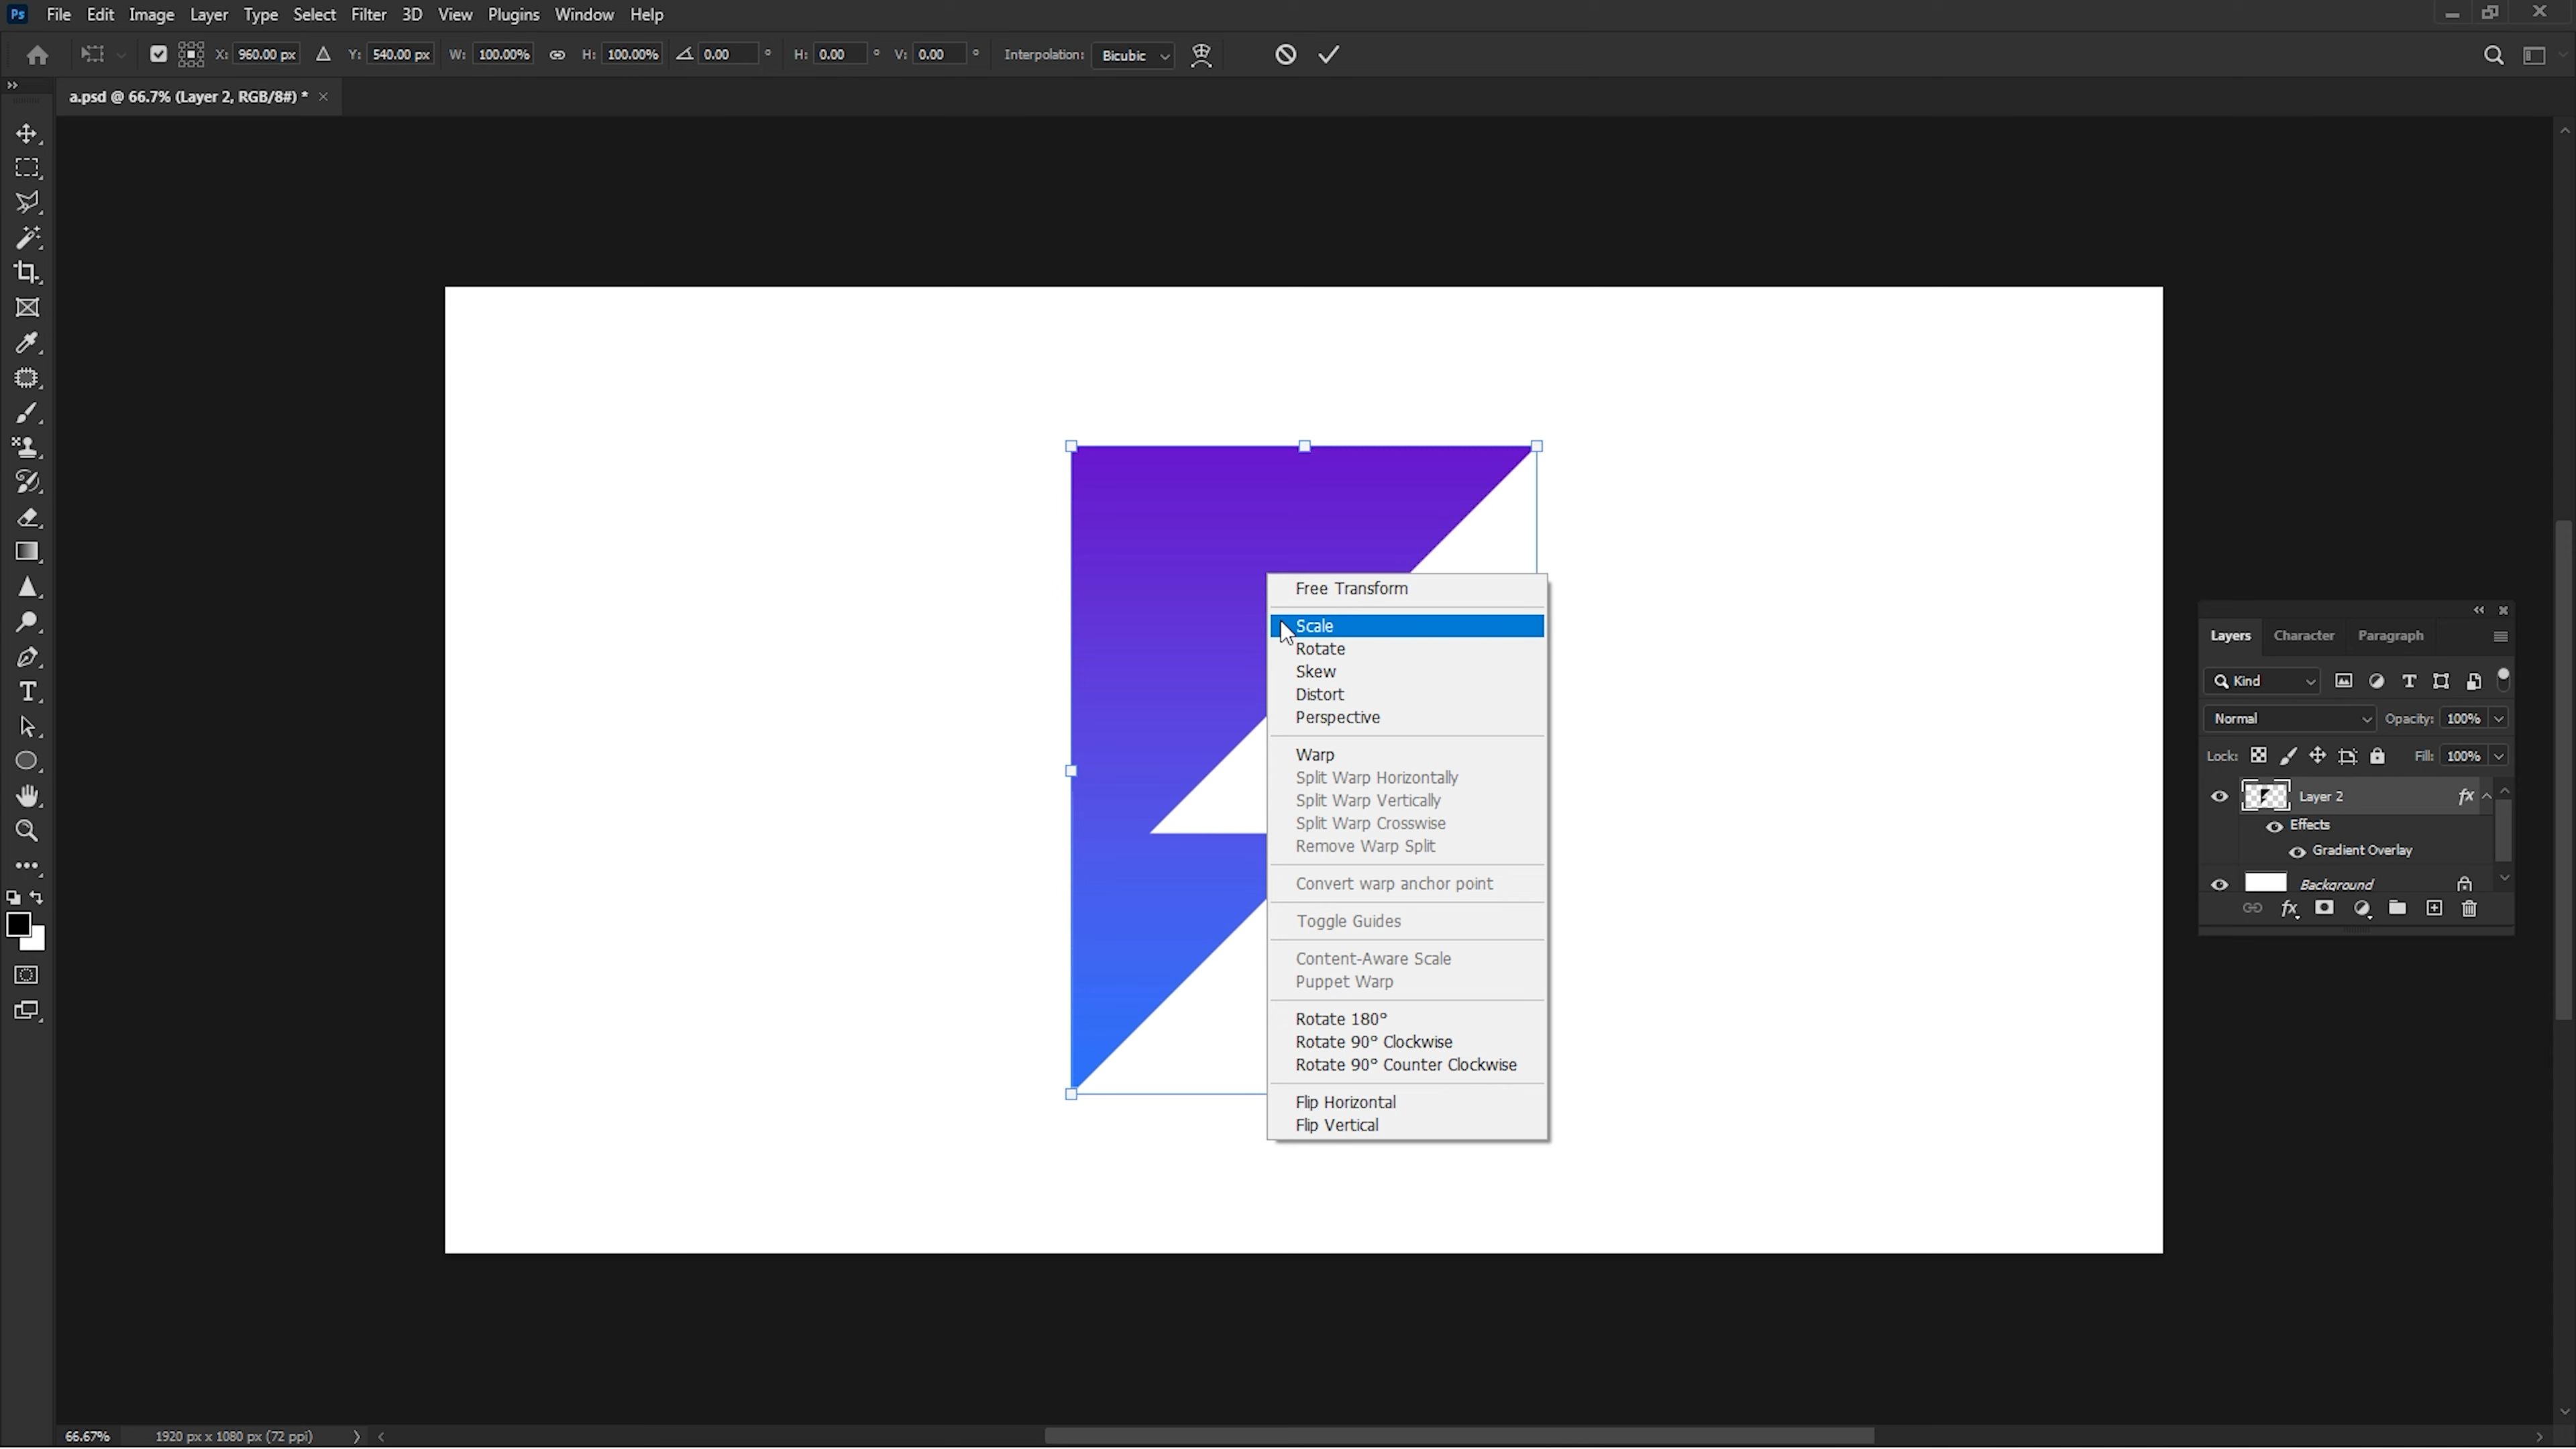 Ps File Edit Image Layer Type Select Filter 3D View Plugins Window Help
X: 960.00 px Y: 540.00 px W: 100.00% H: 100.00% 0.00 ° H: 0.00 ° V: 0.00 ° Interpolation: Bicubic
a.psd @ 66.7% (Layer 2, RGB/8#) * ×
Free Transform
Scale
Rotate
Skew
Distort
Perspective
Warp
Split Warp Horizontally
Split Warp Vertically
Split Warp Crosswise
Remove Warp Split
Convert warp anchor point
Toggle Guides
Content-Aware Scale
Puppet Warp
Rotate 180°
Rotate 90° Clockwise
Rotate 90° Counter Clockwise
Flip Horizontal
Flip Vertical
Layers Character Paragraph
Kind
Normal Opacity: 100%
Lock: Fill: 100%
Layer 2 fx
Effects
Gradient Overlay
Background
fx
66.67% 1920 px x 1080 px (72 ppi)